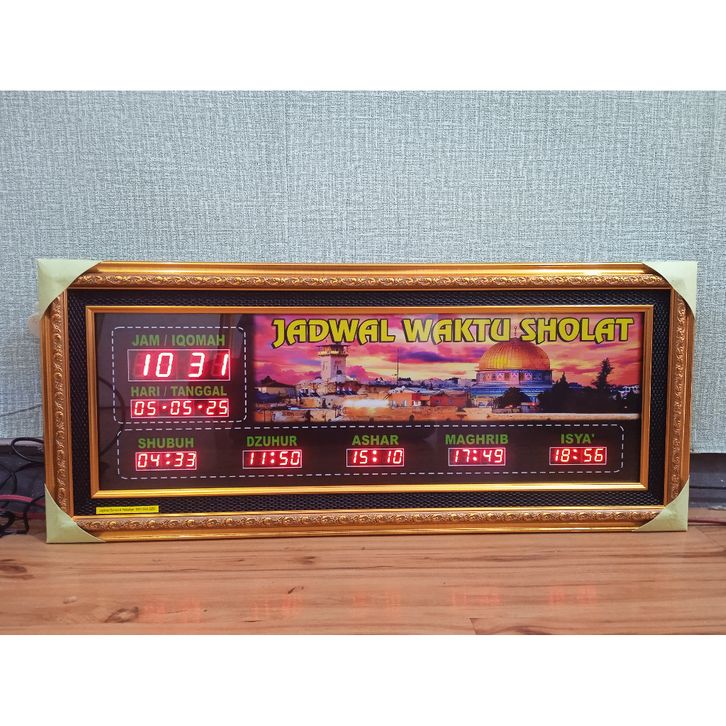 JADWAL WAKTU SHOLAT
JAM / IQOMAH
10 31
HARI / TANGGAL
05-05-25
SHUBUH DZUHUR ASHAR MAGHRIB ISYA'
04:33 11:50 15:10 17:49 18:56